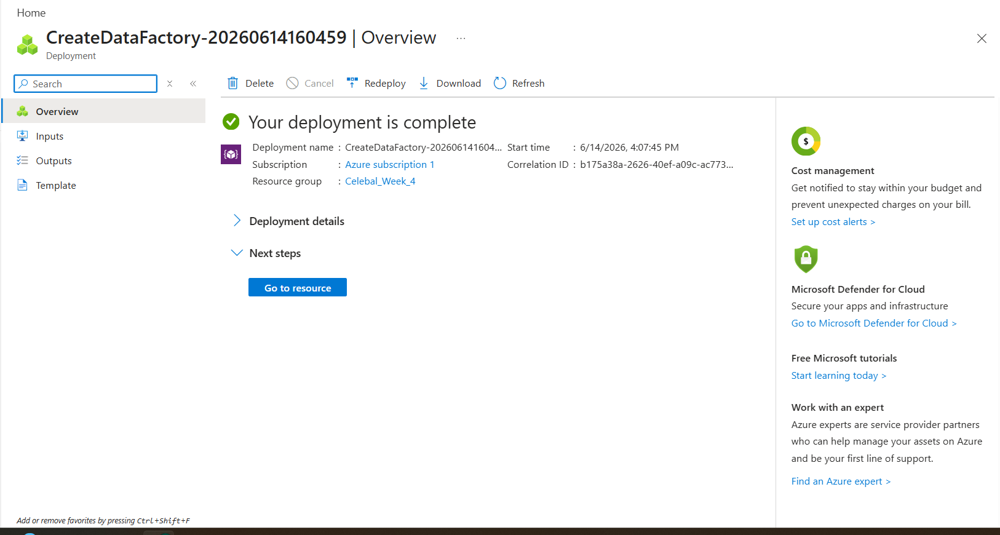 Home
CreateDataFactory-20260614160459 | Overview ...
Deployment
Search
Delete Cancel Redeploy Download Refresh
Overview
Inputs
Outputs
Template
Your deployment is complete
Deployment name : CreateDataFactory-202606141604... Start time : 6/14/2026, 4:07:45 PM
Subscription : Azure subscription 1 Correlation ID : b175a38a-2626-40ef-a09c-ac773...
Resource group : Celebal_Week_4
Deployment details
Next steps
Go to resource
$
Cost management
Get notified to stay within your budget and
prevent unexpected charges on your bill.
Set up cost alerts >
Microsoft Defender for Cloud
Secure your apps and infrastructure
Go to Microsoft Defender for Cloud >
Free Microsoft tutorials
Start learning today >
Work with an expert
Azure experts are service provider partners
who can help manage your assets on Azure
and be your first line of support.
Find an Azure expert >
Add or remove favorites by pressing Ctrl+Shift+F